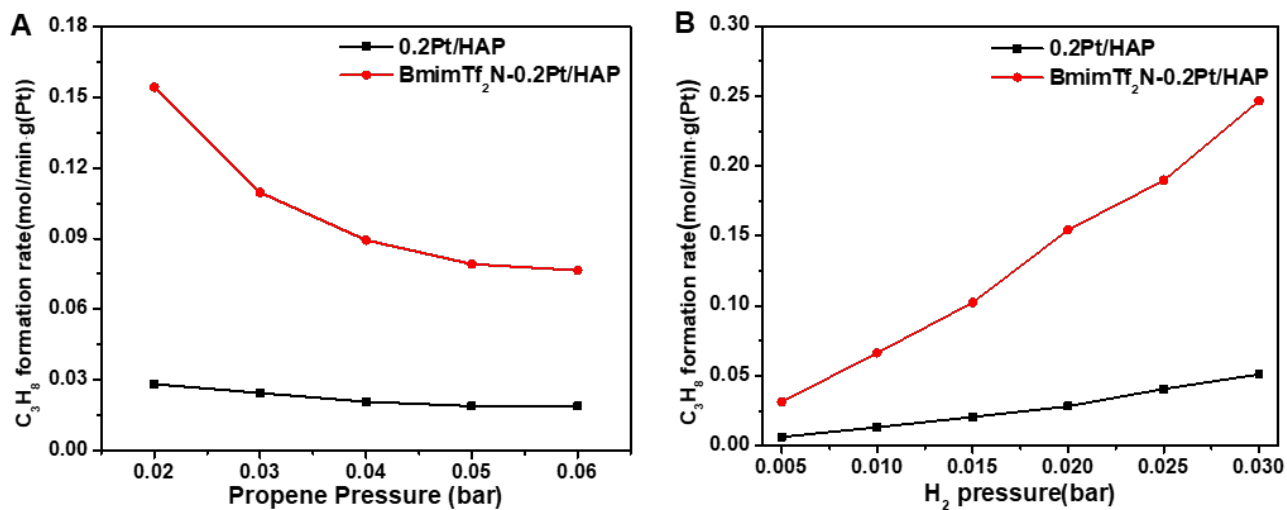 A
0.18
0.15
0.12
0.09
0.06
0.03
0.00
C₃H₈ formation rate(mol/min·g(Pt)
0.2Pt/HAP
BmimTf₂N-0.2Pt/HAP
0.02 0.03 0.04 0.05 0.06
Propene Pressure (bar)
B
0.30
0.25
0.20
0.15
0.10
0.05
0.00
C₃H₈ formation rate(mol/min·g(Pt)
0.2Pt/HAP
BmimTf₂N-0.2Pt/HAP
0.005 0.010 0.015 0.020 0.025 0.030
H₂ pressure(bar)